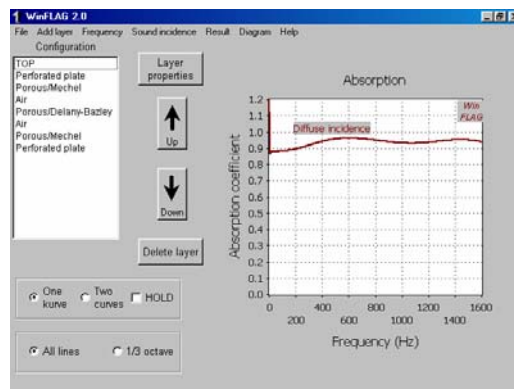 WinFLAG 2.0
File Add layer Frequency Sound incidence Result Diagram Help
Configuration
TOP
Perforated plate
Porous/Mechel
Air
Porous/Delany-Bazley
Air
Porous/Mechel
Perforated plate
Layer
properties
Up
Down
Delete layer
One
kurve
Two
curves
HOLD
All lines
1/3 octave
Absorption
Win
FLAG
Diffuse incidence
Absorption coefficient
1.2
1.1
1.0
0.9
0.8
0.7
0.6
0.5
0.4
0.3
0.2
0.1
0.0
0 400 800 1200 1600
200 600 1000 1400
Frequency (Hz)